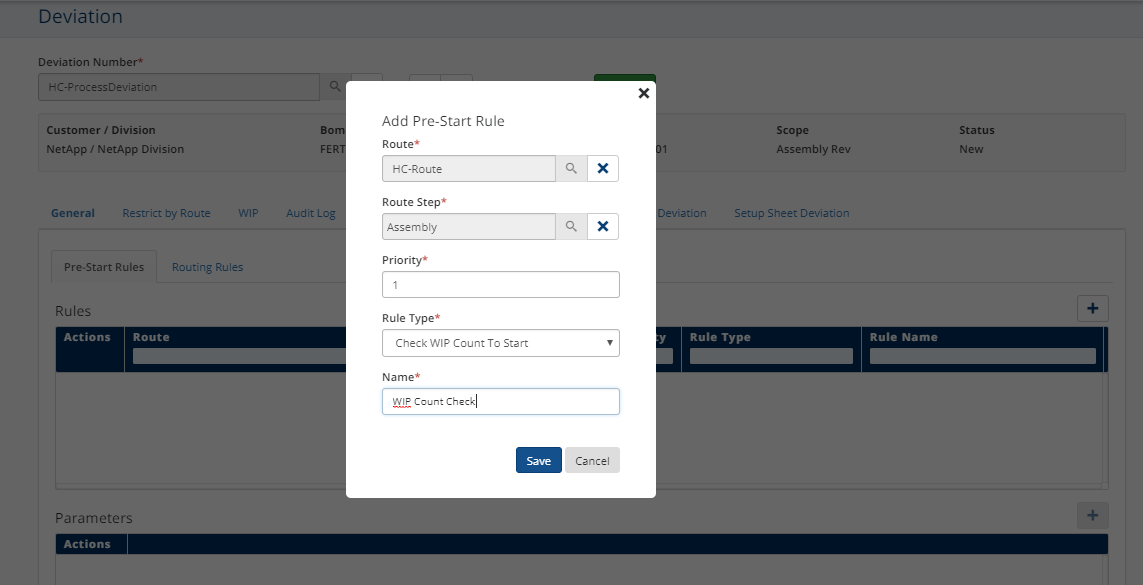 Deviation
Deviation Number*
HC-ProcessDeviation
Customer / Division
Bom
Scope
Status
NetApp / NetApp Division
FERT
01
Assembly Rev
New
General
Restrict by Route
WIP
Audit Log
Deviation
Setup Sheet Deviation
Pre-Start Rules
Routing Rules
Rules
+
Actions
Route
ty
Rule Type
Rule Name
Parameters
+
Actions
Add Pre-Start Rule
Route*
HC-Route
Route Step*
Assembly
Priority*
1
Rule Type*
Check WIP Count To Start
Name*
WIP Count Check
Save
Cancel